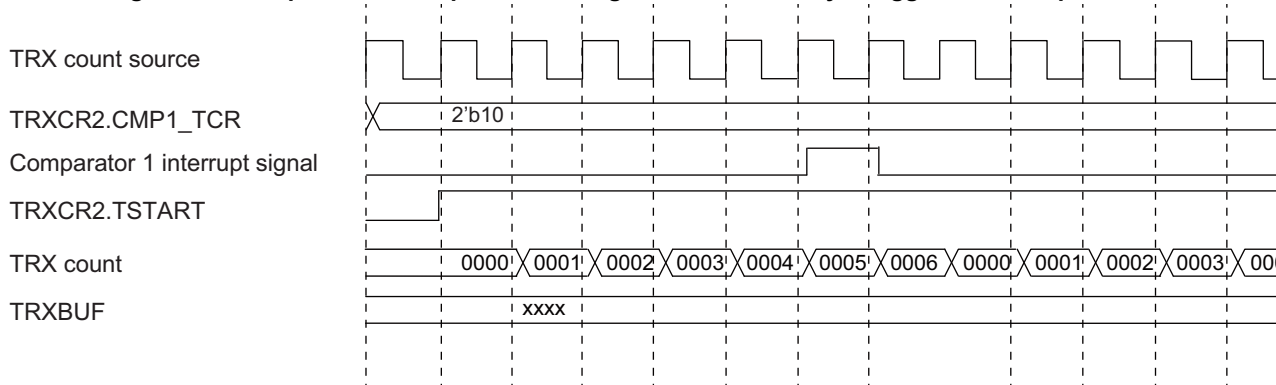 TRX count source
TRXCR2.CMP1_TCR 2'b10
Comparator 1 interrupt signal
TRXCR2.TSTART
TRX count 0000 0001 0002 0003 0004 0005 0006 0000 0001 0002 0003
TRXBUF xxxx